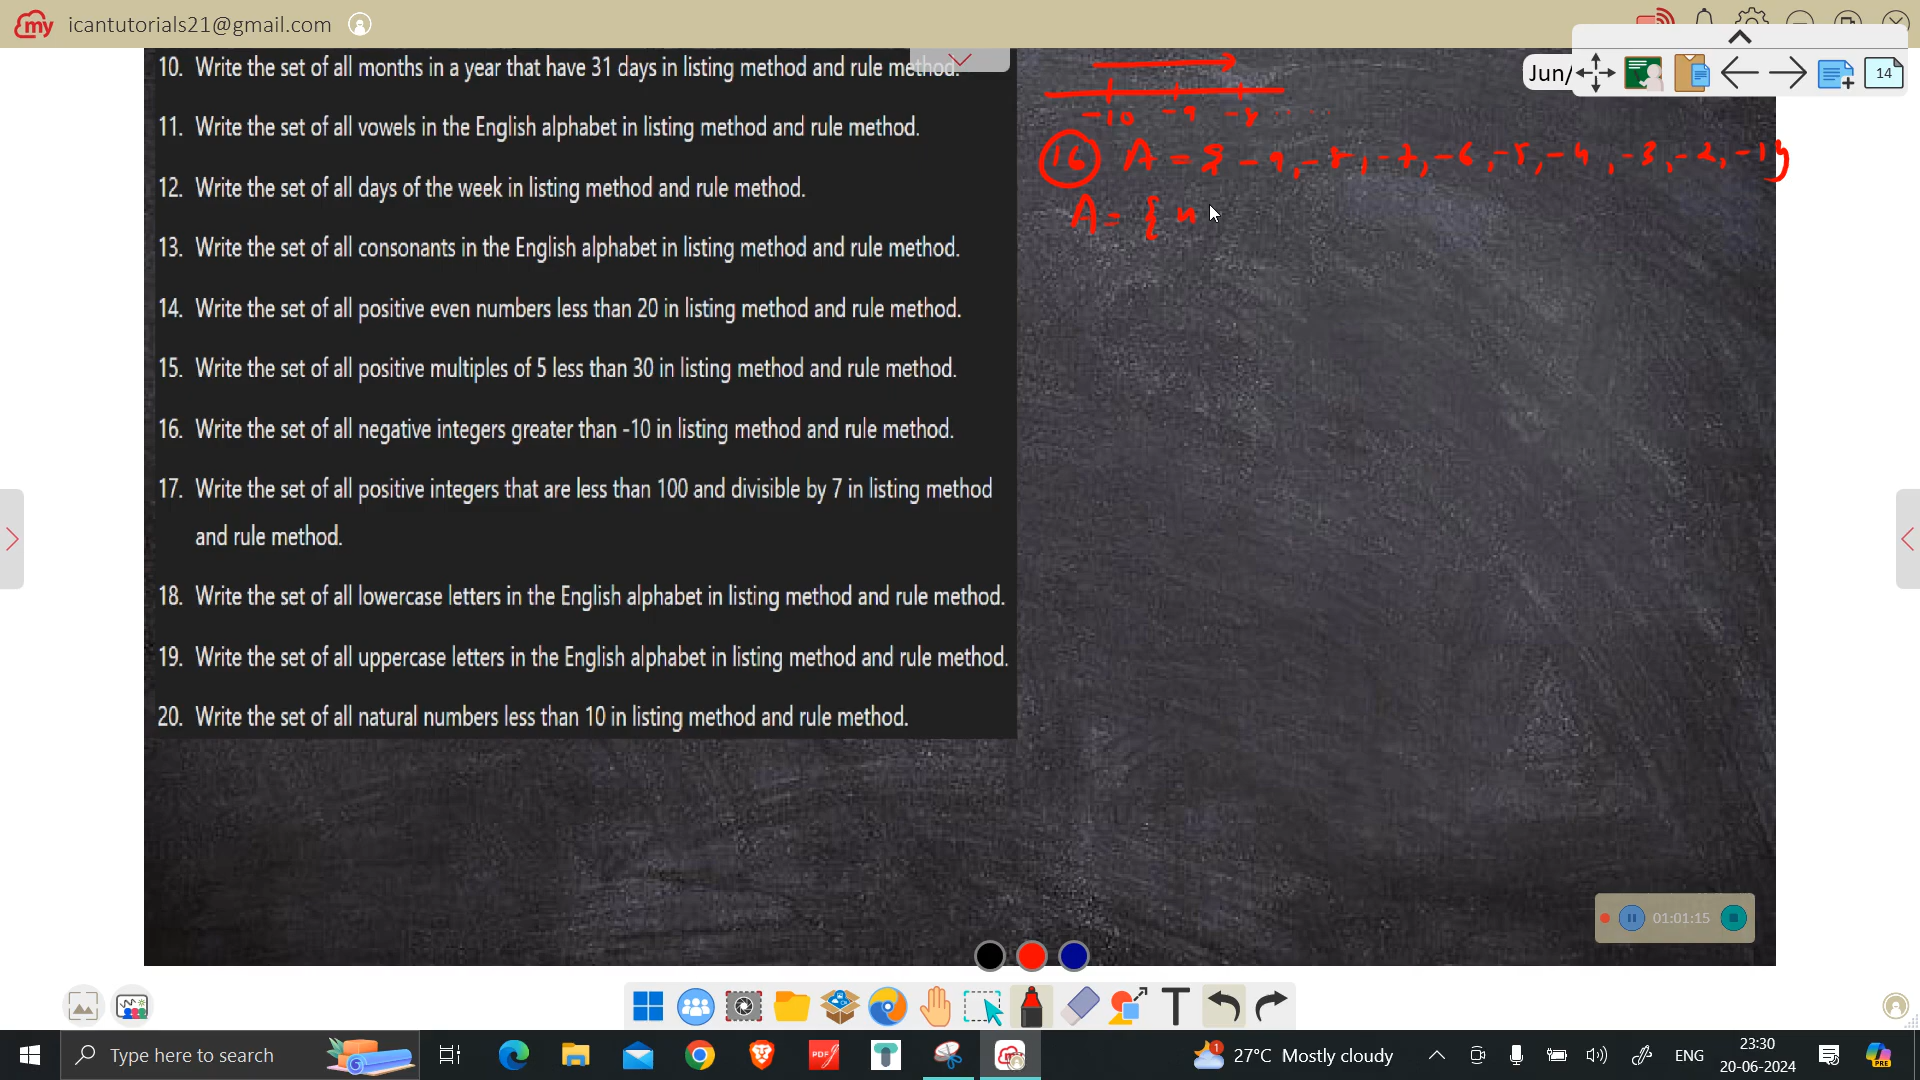 my icantutorials21@gmail.com
Jun/
14
10. Write the set of all months in a year that have 31 days in listing method and rule method.
11. Write the set of all vowels in the English alphabet in listing method and rule method.
12. Write the set of all days of the week in listing method and rule method.
13. Write the set of all consonants in the English alphabet in listing method and rule method.
14. Write the set of all positive even numbers less than 20 in listing method and rule method.
15. Write the set of all positive multiples of 5 less than 30 in listing method and rule method.
16. Write the set of all negative integers greater than -10 in listing method and rule method.
17. Write the set of all positive integers that are less than 100 and divisible by 7 in listing method
and rule method.
18. Write the set of all lowercase letters in the English alphabet in listing method and rule method.
19. Write the set of all uppercase letters in the English alphabet in listing method and rule method.
20. Write the set of all natural numbers less than 10 in listing method and rule method.
-10 -9 -8 . . . .
16 A = { -9, -8, -7, -6, -5, -4, -3, -2, -1}
A = { x
01:01:15
T
Type here to search
PDF
T
my
1
27°C Mostly cloudy
ENG
23:30
20-06-2024
PRE